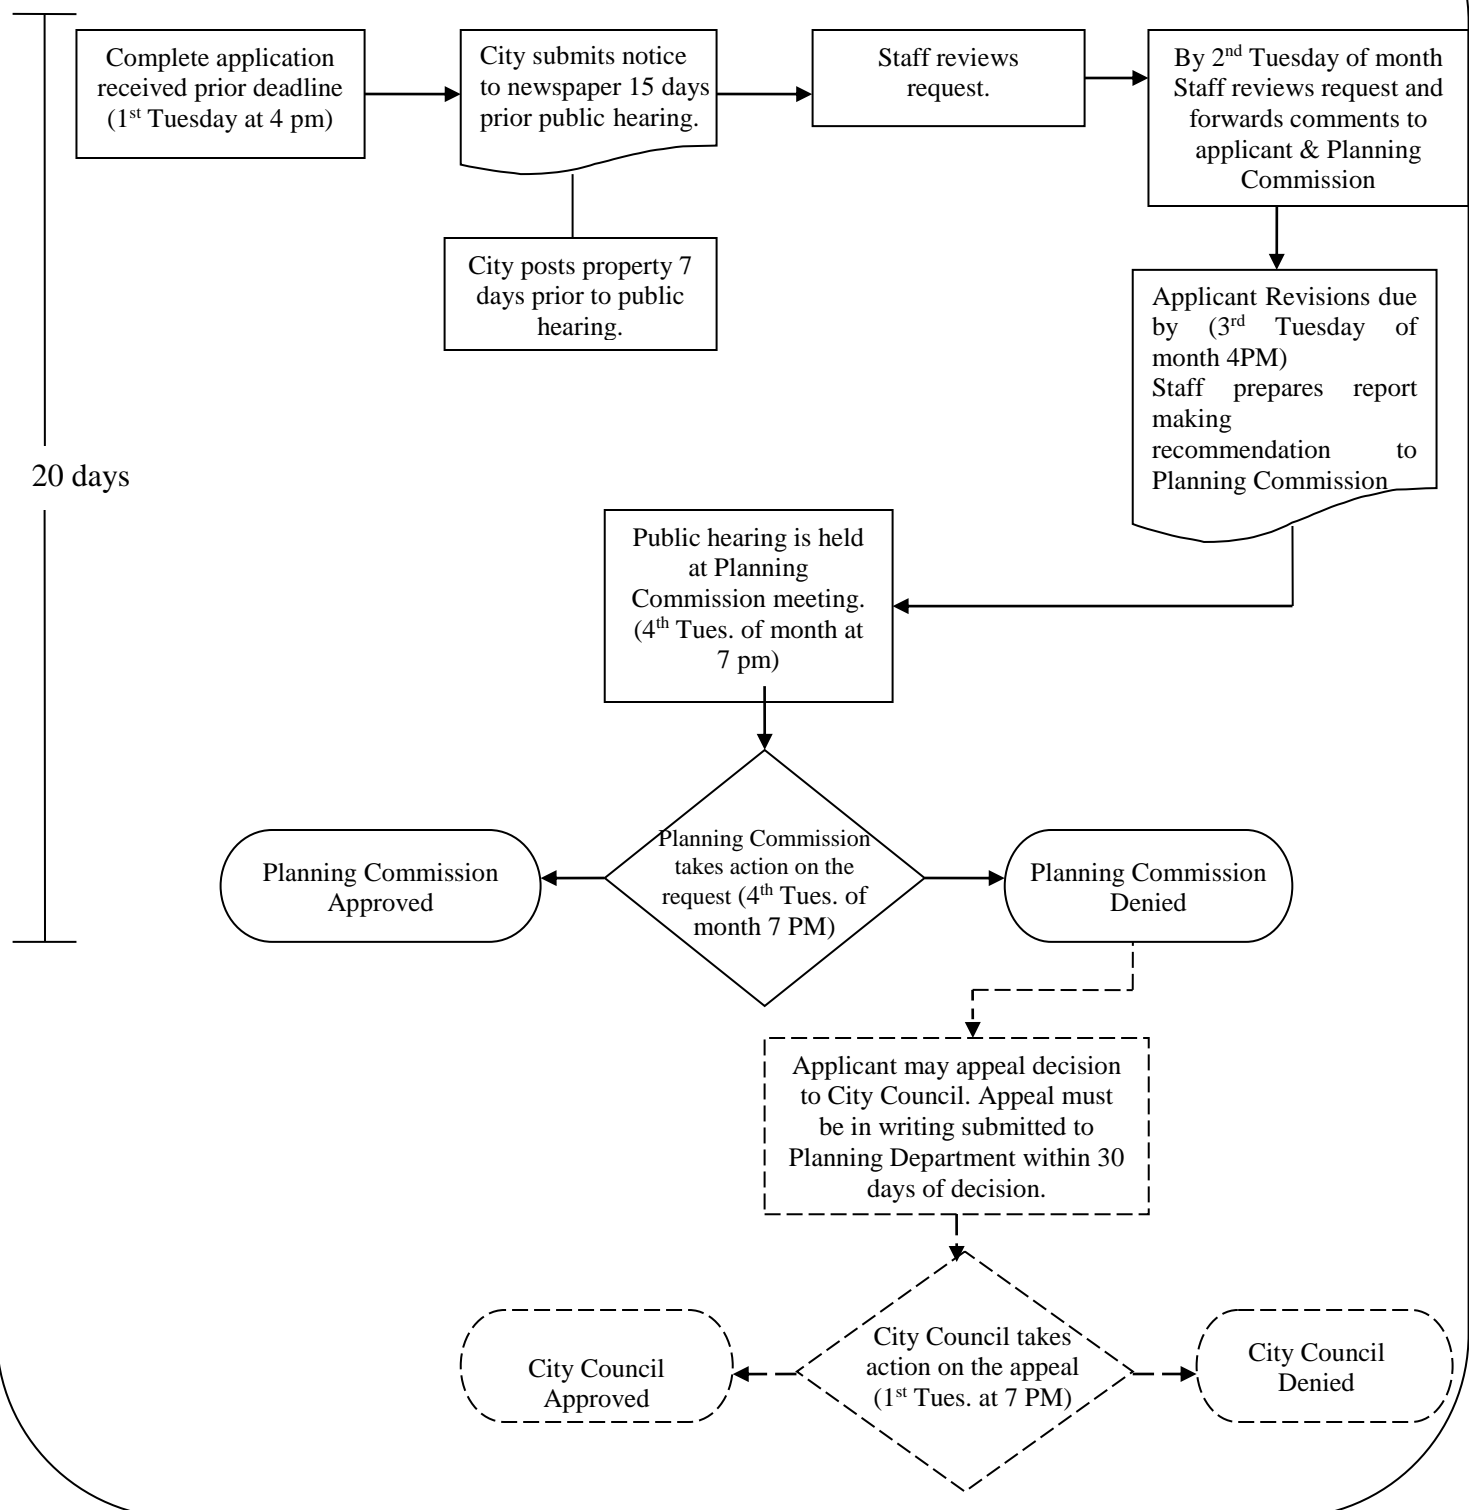 Complete application
received prior deadline
(1st Tuesday at 4 pm)
City submits notice
to newspaper 15 days
prior public hearing.
Staff reviews
request.
By 2nd Tuesday of month
Staff reviews request and
forwards comments to
applicant & Planning
Commission
City posts property 7
days prior to public
hearing.
Applicant Revisions due
by (3rd Tuesday of
month 4PM)
Staff prepares report
making
recommendation to
Planning Commission
20 days
Public hearing is held
at Planning
Commission meeting.
(4th Tues. of month at
7 pm)
Planning Commission
Approved
Planning Commission
takes action on the
request (4th Tues. of
month 7 PM)
Planning Commission
Denied
Applicant may appeal decision
to City Council. Appeal must
be in writing submitted to
Planning Department within 30
days of decision.
City Council
Approved
City Council takes
action on the appeal
(1st Tues. at 7 PM)
City Council
Denied